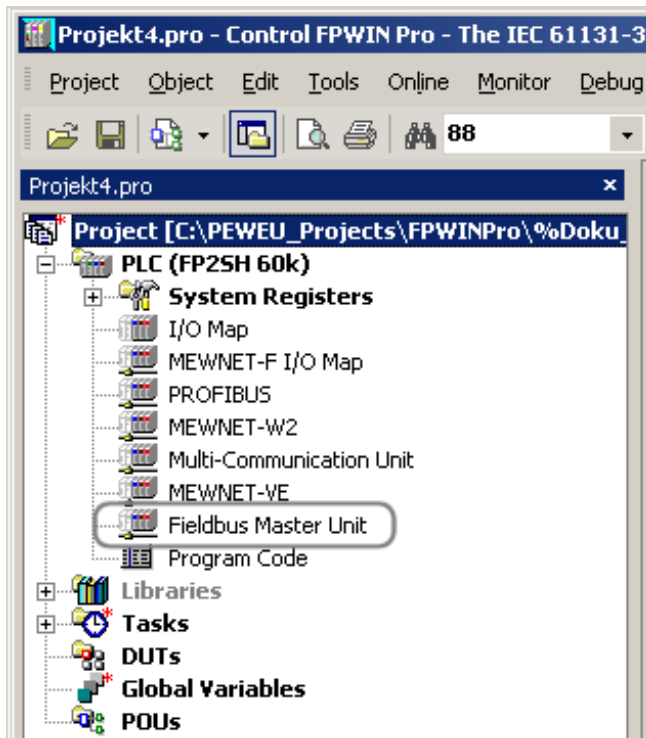 Projekt4.pro - Control FPWIN Pro - The IEC 61131-3
Project Object Edit Tools Online Monitor Debug
88
Projekt4.pro x
Project [C:\PEWEU_Projects\FPWINPro\%Doku_
PLC (FP2SH 60k)
System Registers
I/O Map
MEWNET-F I/O Map
PROFIBUS
MEWNET-W2
Multi-Communication Unit
MEWNET-VE
Fieldbus Master Unit
Program Code
Libraries
Tasks
DUTs
Global Variables
POUs